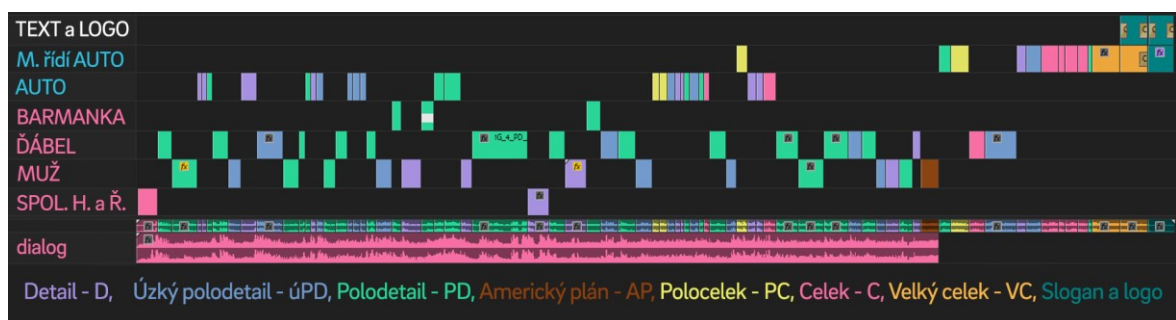 TEXT a LOGO
M. řídí AUTO
AUTO
BARMANKA
ĎÁBEL
1G_4_PD_
MUŽ
SPOL. H. a Ř.
dialog
Detail - D, Úzký polodetail - úPD, Polodetail - PD, Americký plán - AP, Polocelek - PC, Celek - C, Velký celek - VC, Slogan a logo